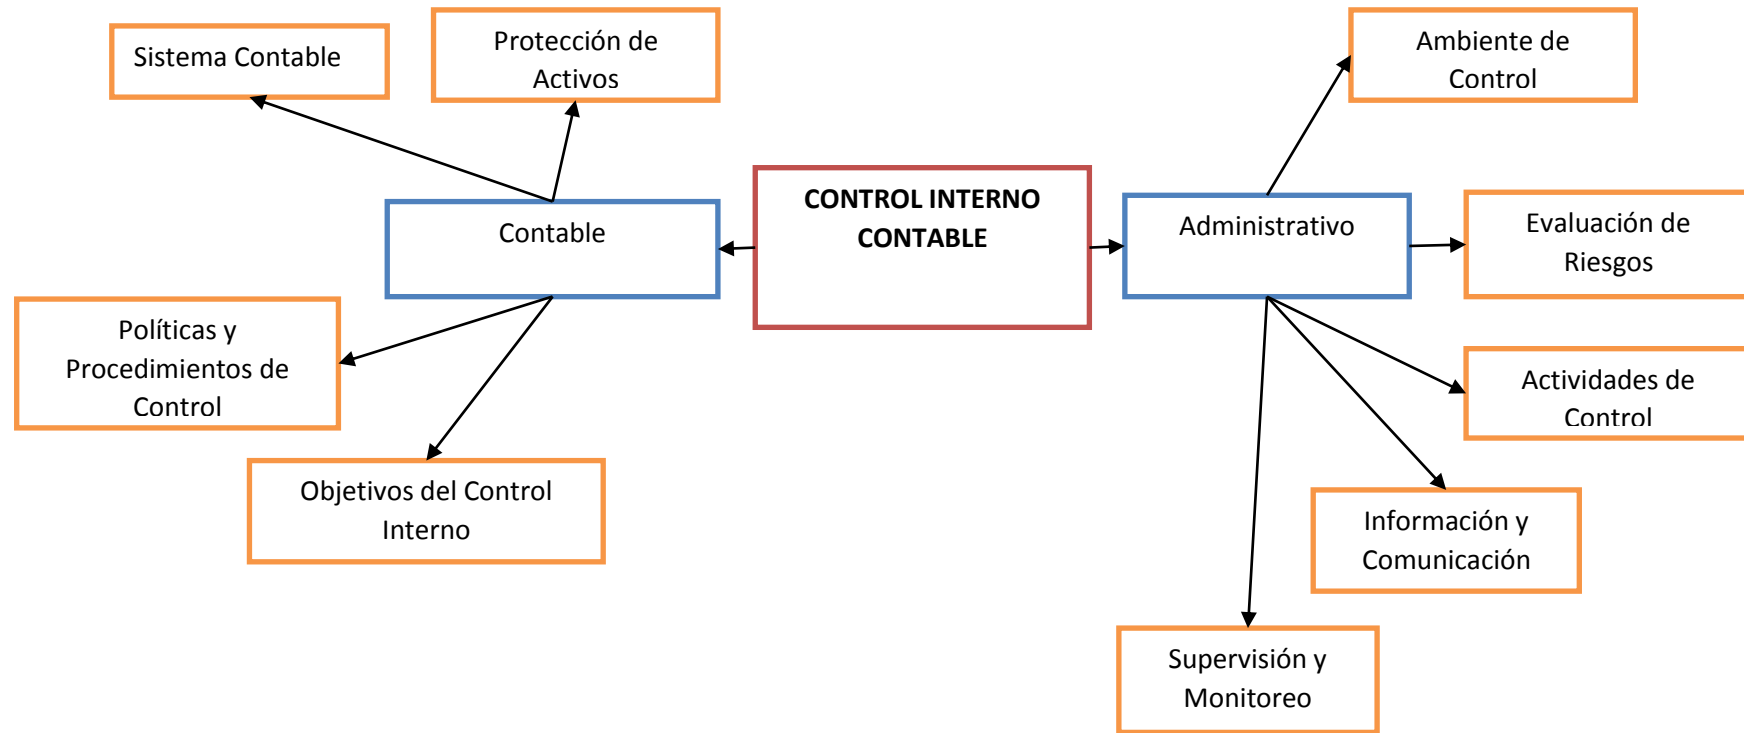 Sistema Contable
Protección de
Activos
Ambiente de
Control
CONTROL INTERNO
CONTABLE
Contable
Administrativo
Evaluación de
Riesgos
Políticas y
Procedimientos de
Control
Actividades de
Control
Objetivos del Control
Interno
Información y
Comunicación
Supervisión y
Monitoreo